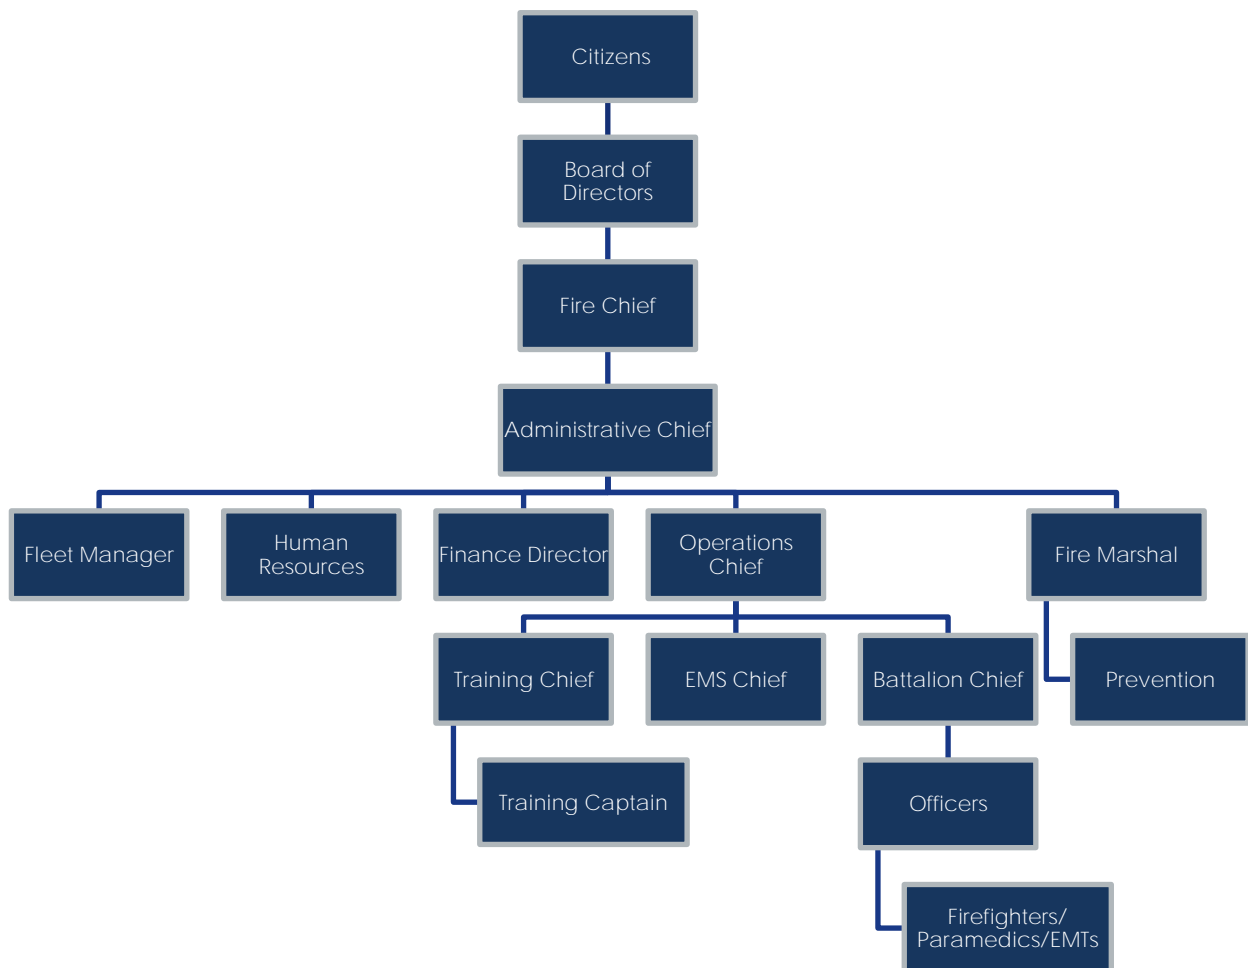 Citizens
Board of
Directors
Fire Chief
Administrative Chief
Fleet Manager
Human
Resources
Finance Director
Operations
Chief
Fire Marshal
Training Chief
EMS Chief
Battalion Chief
Prevention
Training Captain
Officers
Firefighters/
Paramedics/EMTs